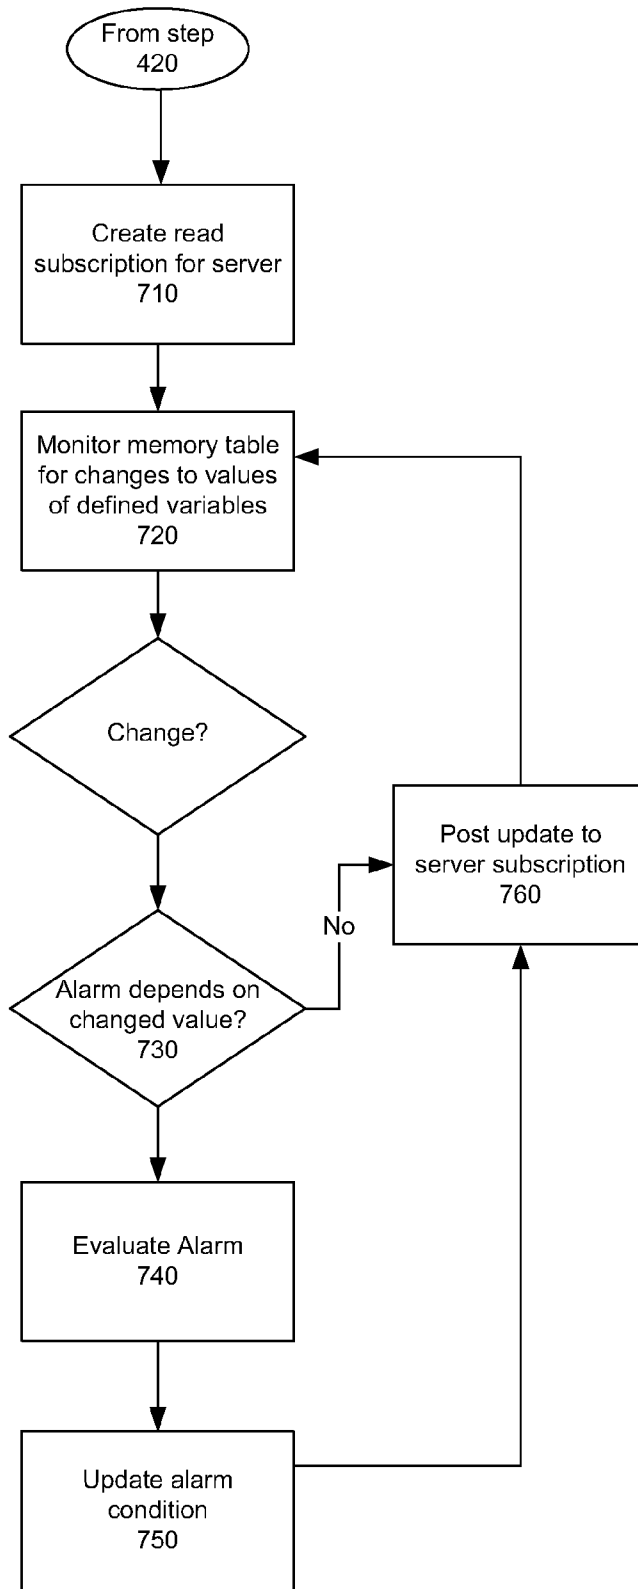 From step
420
Create read
subscription for server
710
Monitor memory table
for changes to values
of defined variables
720
Change?
Alarm depends on
changed value?
730
No
Post update to
server subscription
760
Evaluate Alarm
740
Update alarm
condition
750